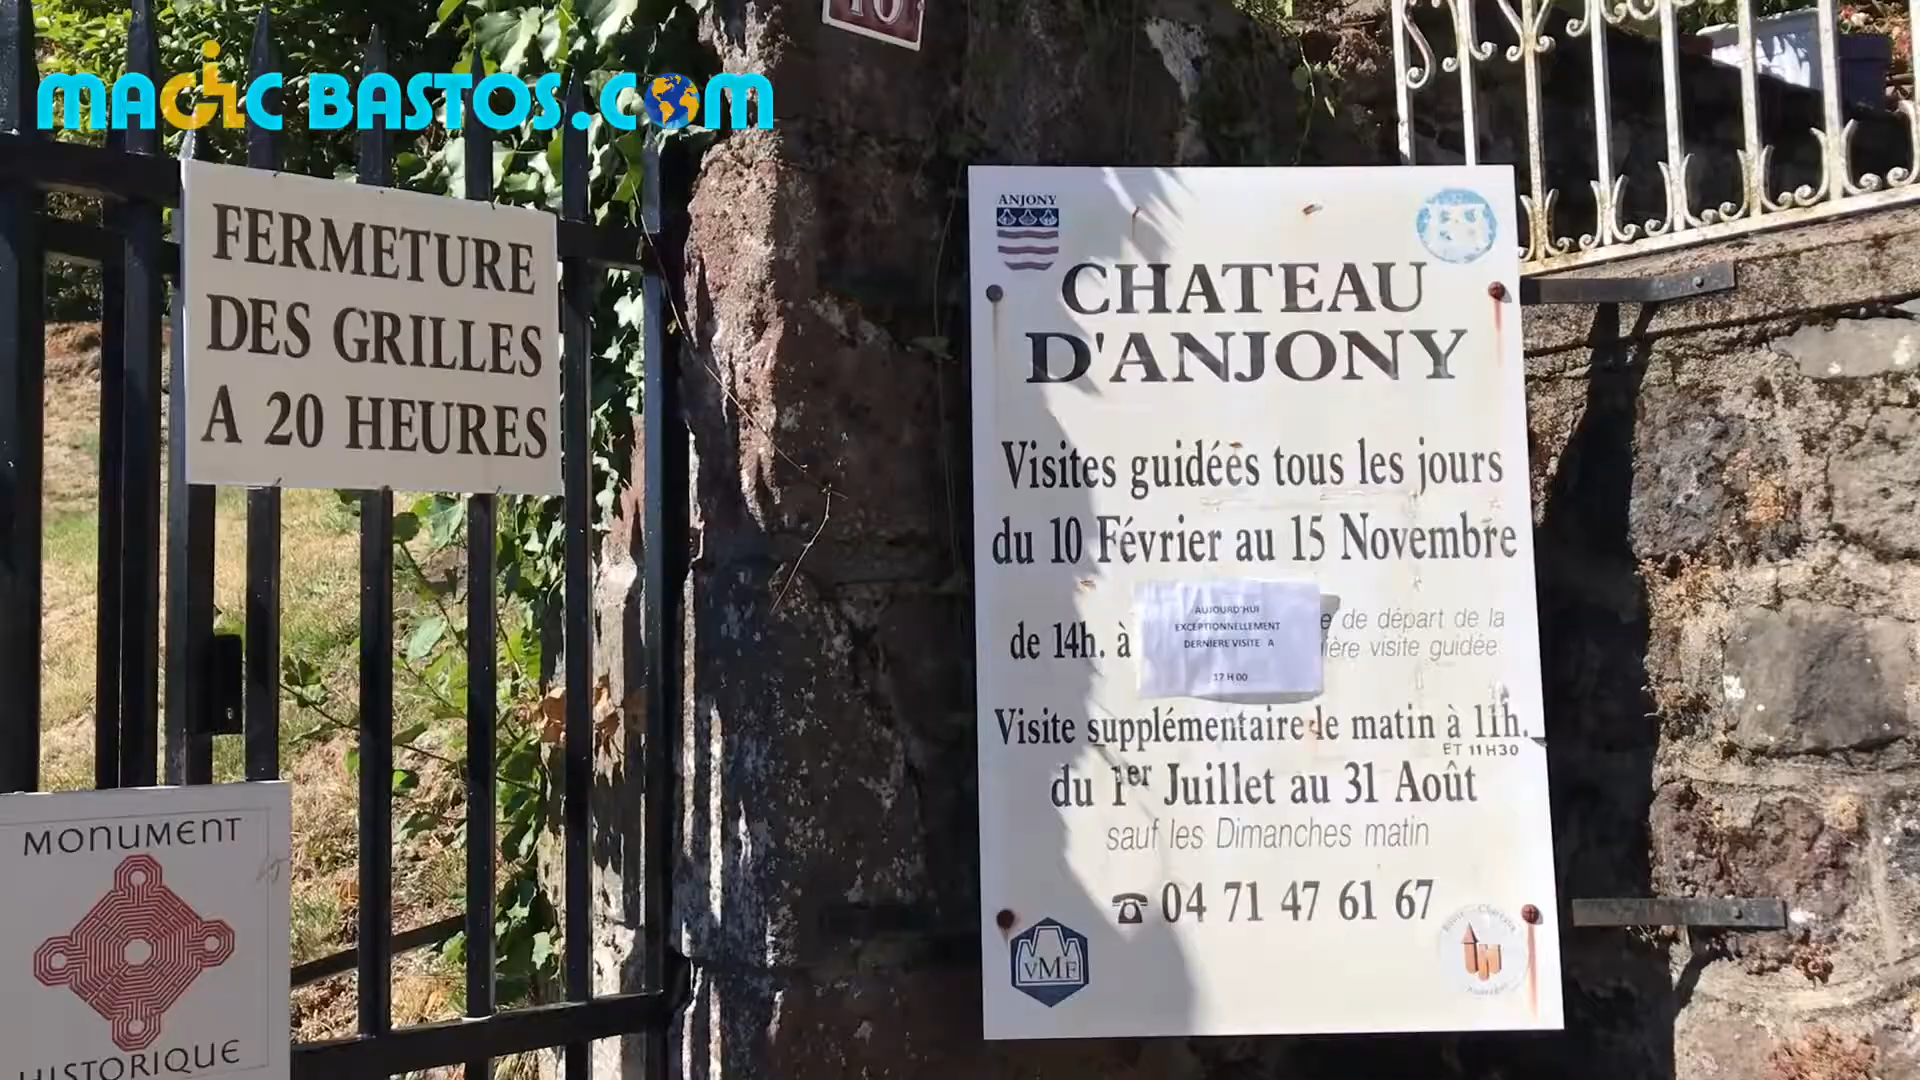 MAGIC BASTOS.COM
10
FERMETURE
DES GRILLES
A 20 HEURES
MONUMENT
HISTORIQUE
ANJONY
CHATEAU
D'ANJONY
Visites guidées tous les jours
du 10 Février au 15 Novembre
de 14h. à
de départ de la
visite guidée
AUJOURD'HUI
EXCEPTIONNELLEMENT
DERNIERE VISITE A
17 H 00
Visite supplémentaire le matin à 11h.
ET 11H30
du 1er Juillet au 31 Août
sauf les Dimanches matin
04 71 47 61 67
VMF